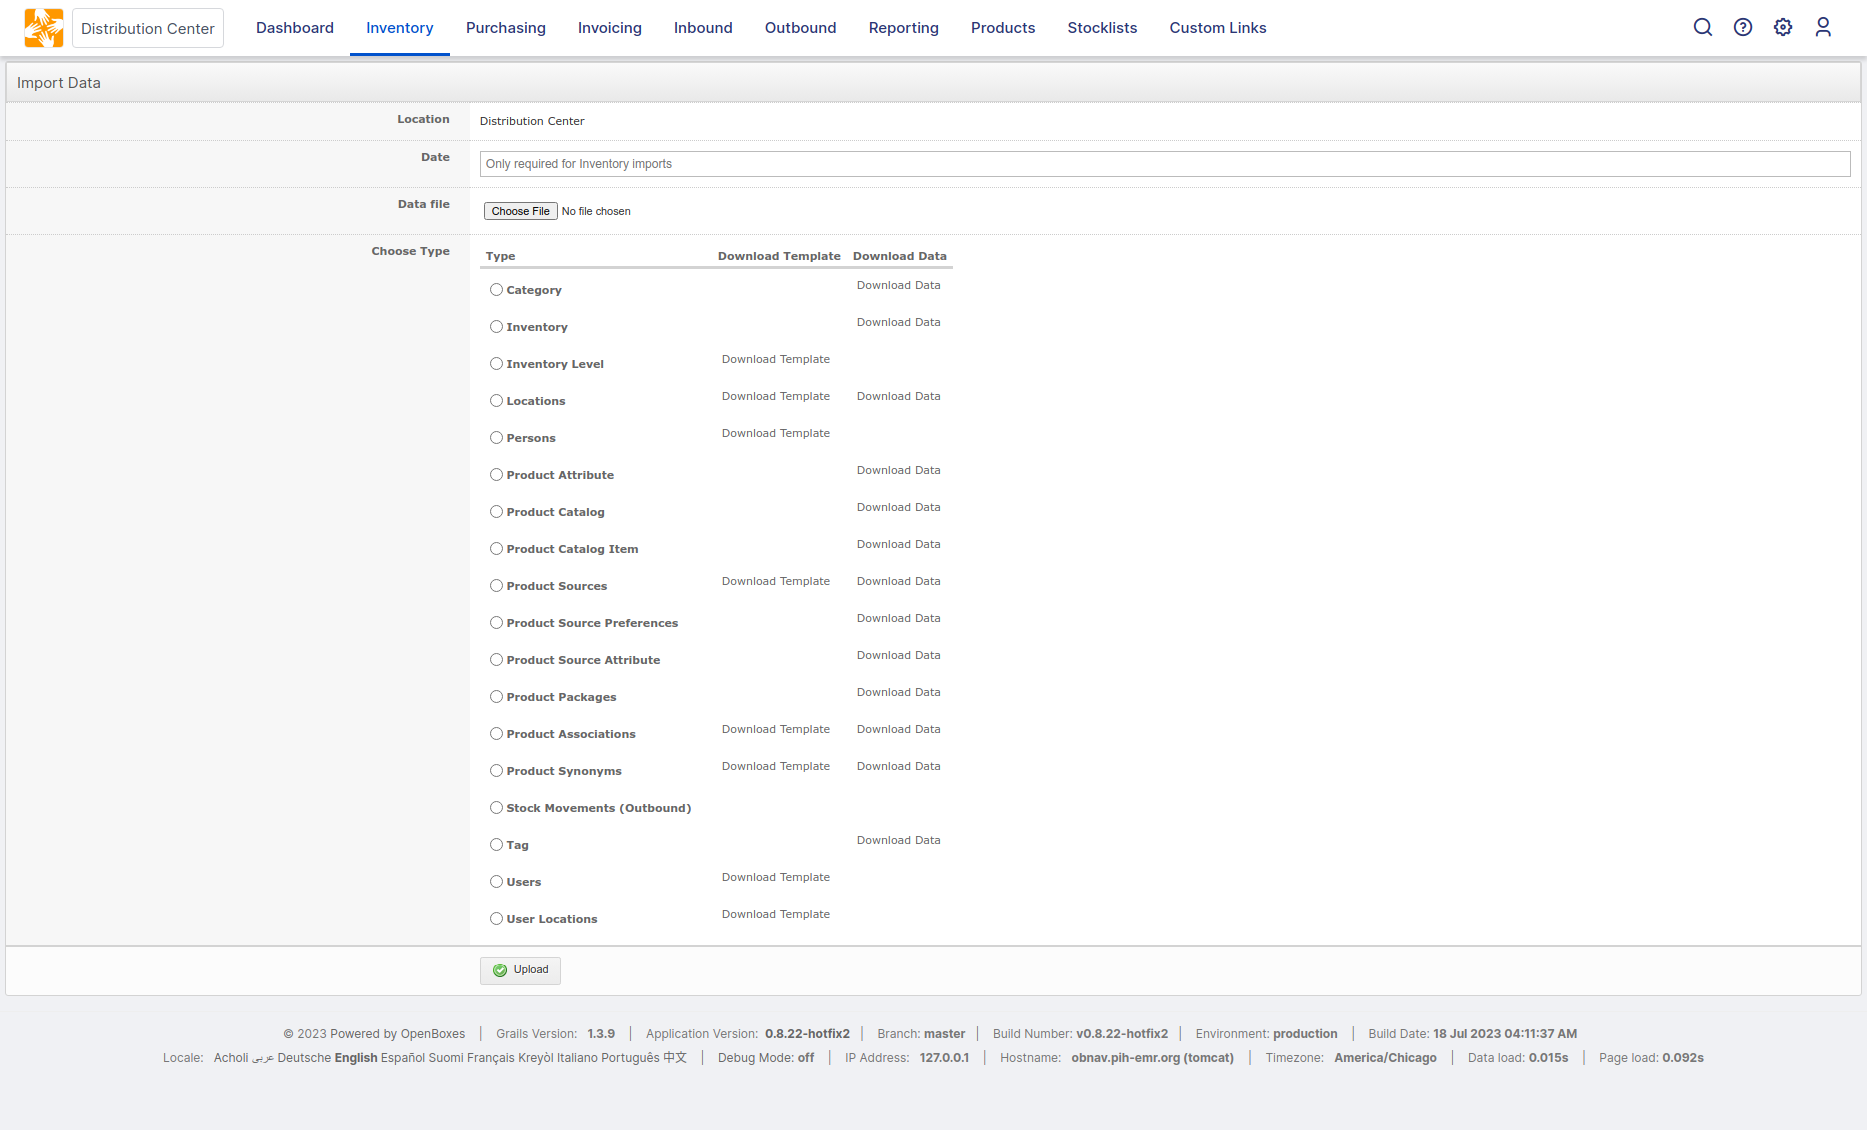 Distribution Center Dashboard Inventory Purchasing Invoicing Inbound Outbound Reporting Products Stocklists Custom Links
Import Data
Location Distribution Center
Date Only required for Inventory imports
Data file Choose File No file chosen
Choose Type Type Download Template Download Data
Category Download Data
Inventory Download Data
Inventory Level Download Template
Locations Download Template Download Data
Persons Download Template
Product Attribute Download Data
Product Catalog Download Data
Product Catalog Item Download Data
Product Sources Download Template Download Data
Product Source Preferences Download Data
Product Source Attribute Download Data
Product Packages Download Data
Product Associations Download Template Download Data
Product Synonyms Download Template Download Data
Stock Movements (Outbound)
Tag Download Data
Users Download Template
User Locations Download Template
Upload
© 2023 Powered by OpenBoxes | Grails Version: 1.3.9 | Application Version: 0.8.22-hotfix2 | Branch: master | Build Number: v0.8.22-hotfix2 | Environment: production | Build Date: 18 Jul 2023 04:11:37 AM
Locale: Acholi عربى Deutsche English Español Suomi Français Kreyòl Italiano Português 中文 | Debug Mode: off | IP Address: 127.0.0.1 | Hostname: obnav.pih-emr.org (tomcat) | Timezone: America/Chicago | Data load: 0.015s | Page load: 0.092s